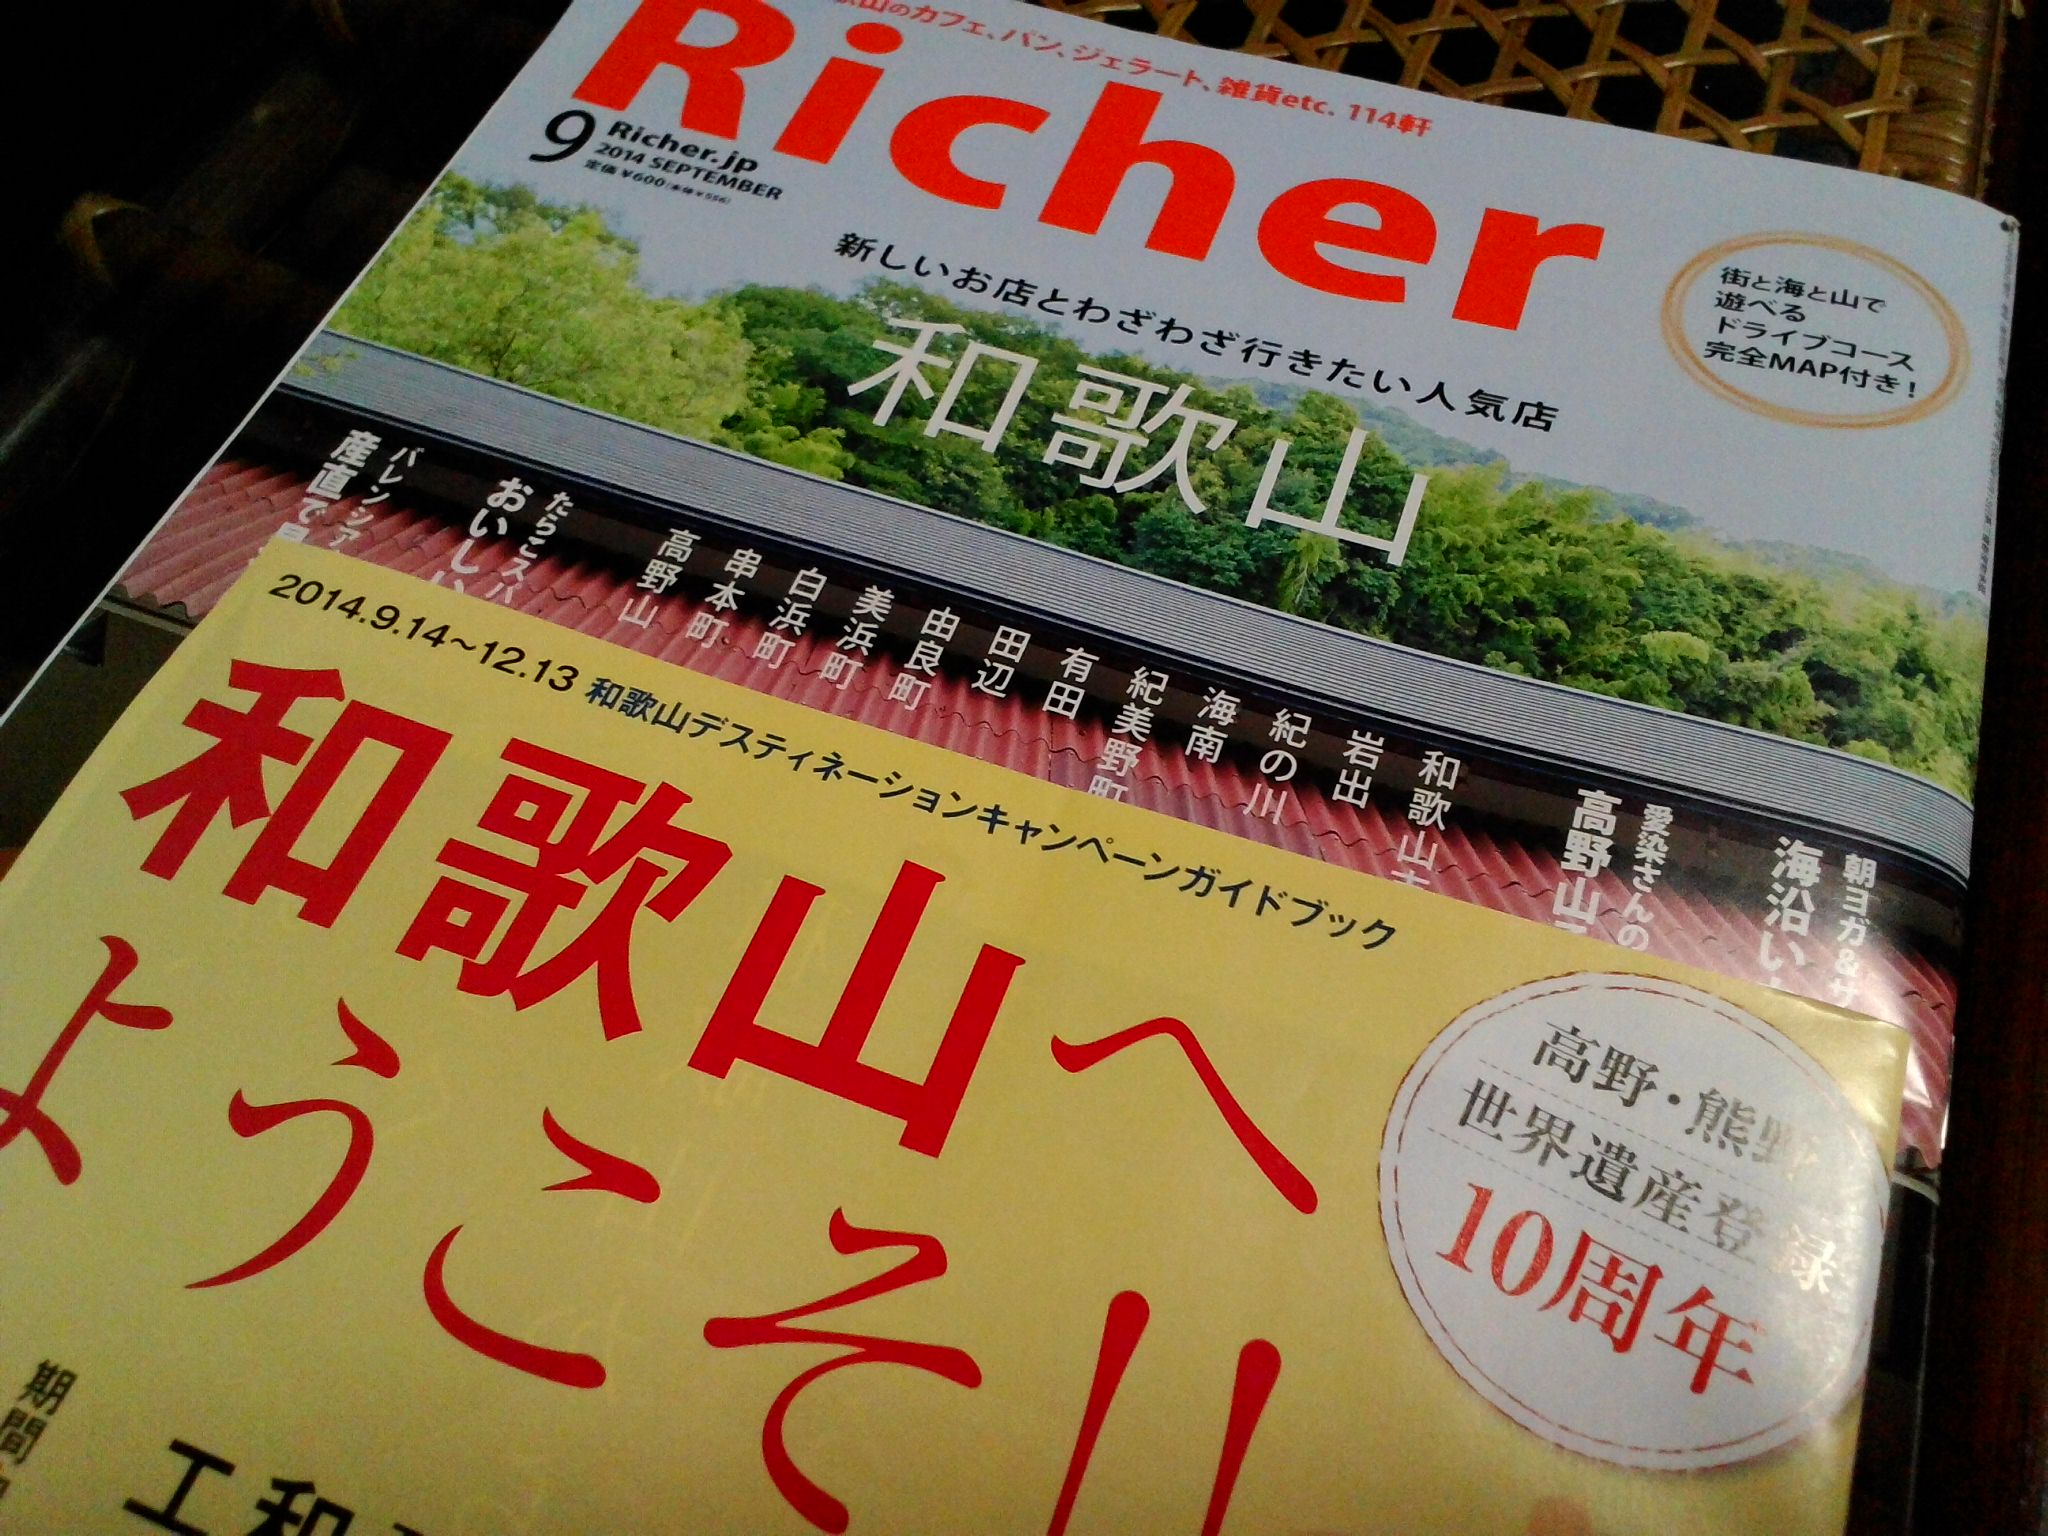 歌山のカフェ、パン、ジェラート、雑貨etc. 114軒
Richer
9
Richer.jp
2014 SEPTEMBER
定価￥600(本体￥556)
新しいお店とわざわざ行きたい人気店
和歌山
街と海と山で
遊べる
ドライブコース
完全MAP付き!
朝ヨガ&サ
海沿い
愛染さんの
高野山
和歌山市
岩出
紀の川
海南
紀美野町
有田
田辺
由良町
美浜町
白浜町
串本町
高野山
たらこスパ
おいしい
バレンシア
産直で
2014.9.14~12.13 和歌山デスティネーションキャンペーンガイドブック
和歌山へ
ようこそ!!
高野・熊野
世界遺産登録
10周年
期間
工和